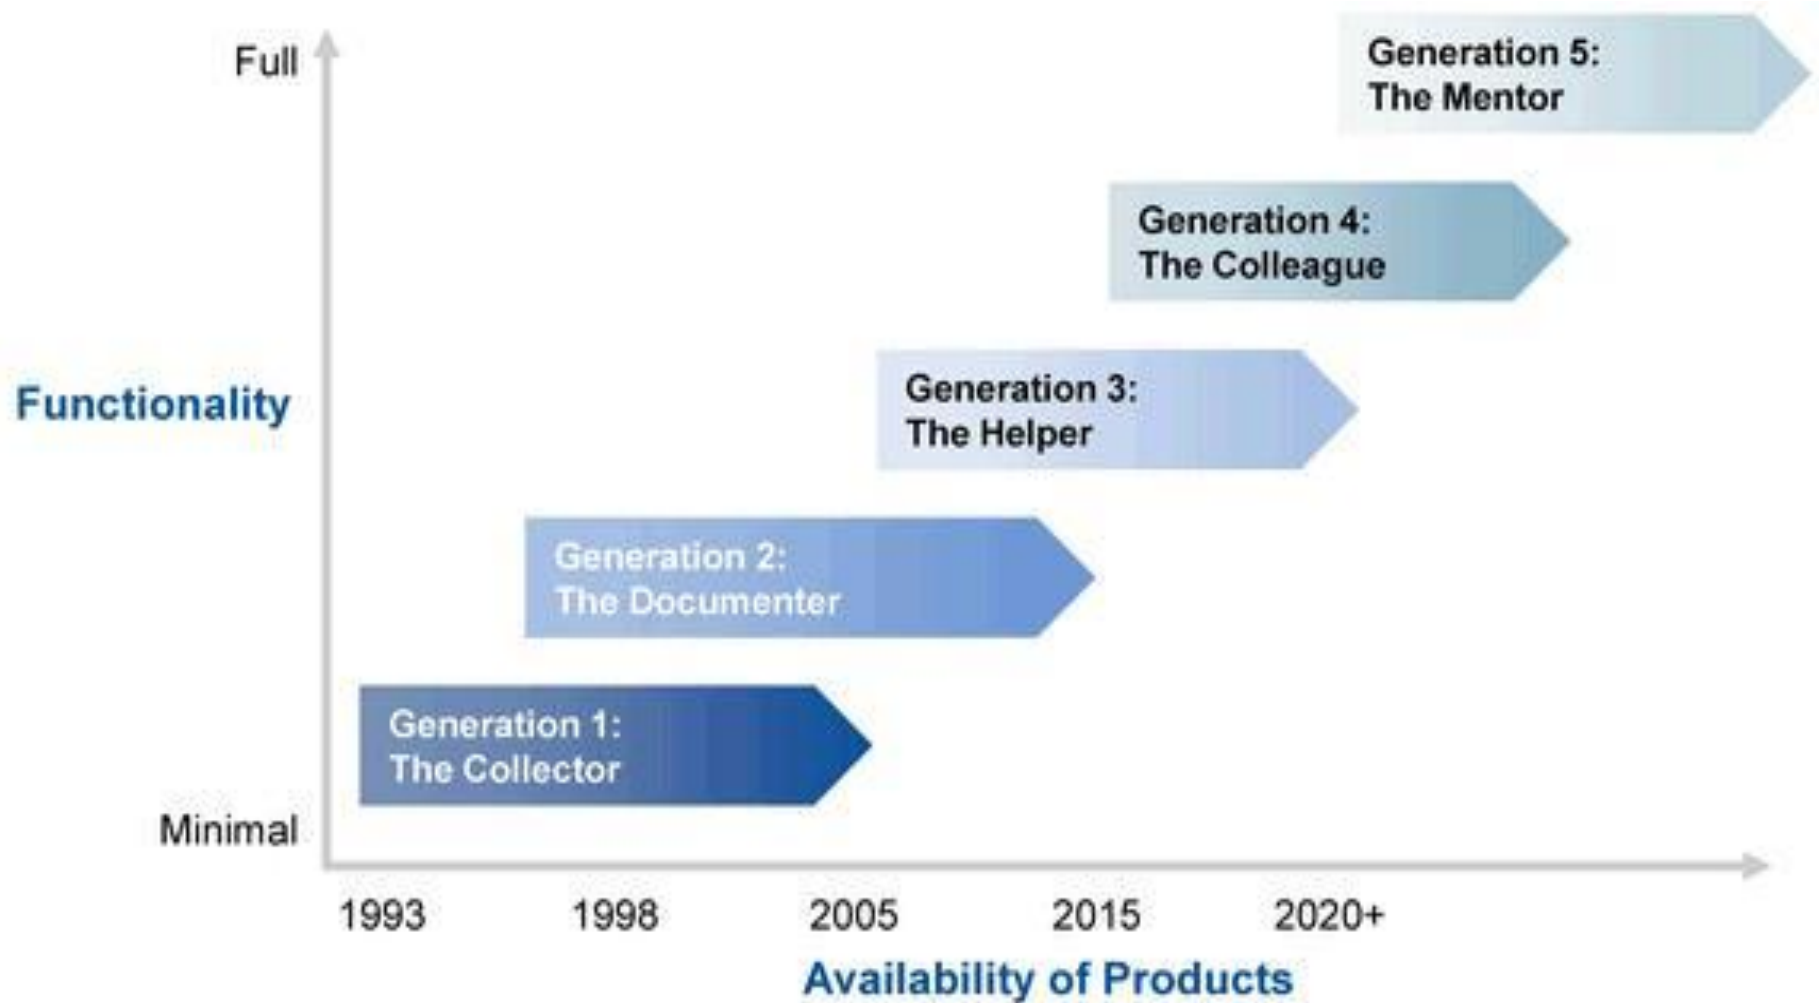 Full
Generation 5:
The Mentor
Generation 4:
The Colleague
Functionality
Generation 3:
The Helper
Generation 2:
The Documenter
Generation 1:
The Collector
Minimal
1993 1998 2005 2015 2020+
Availability of Products